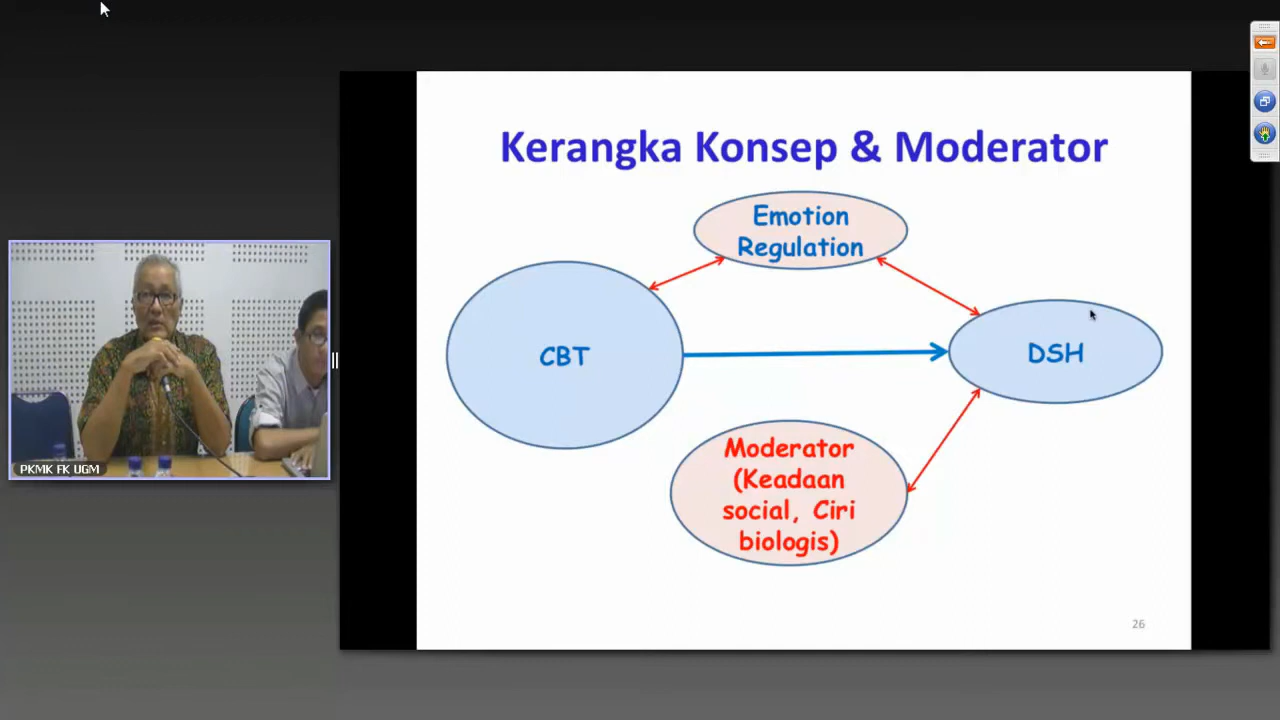 Kerangka Konsep & Moderator
Emotion
Regulation
CBT
DSH
Moderator
(Keadaan
social, Ciri
biologis)
26
PKMK FK UGM